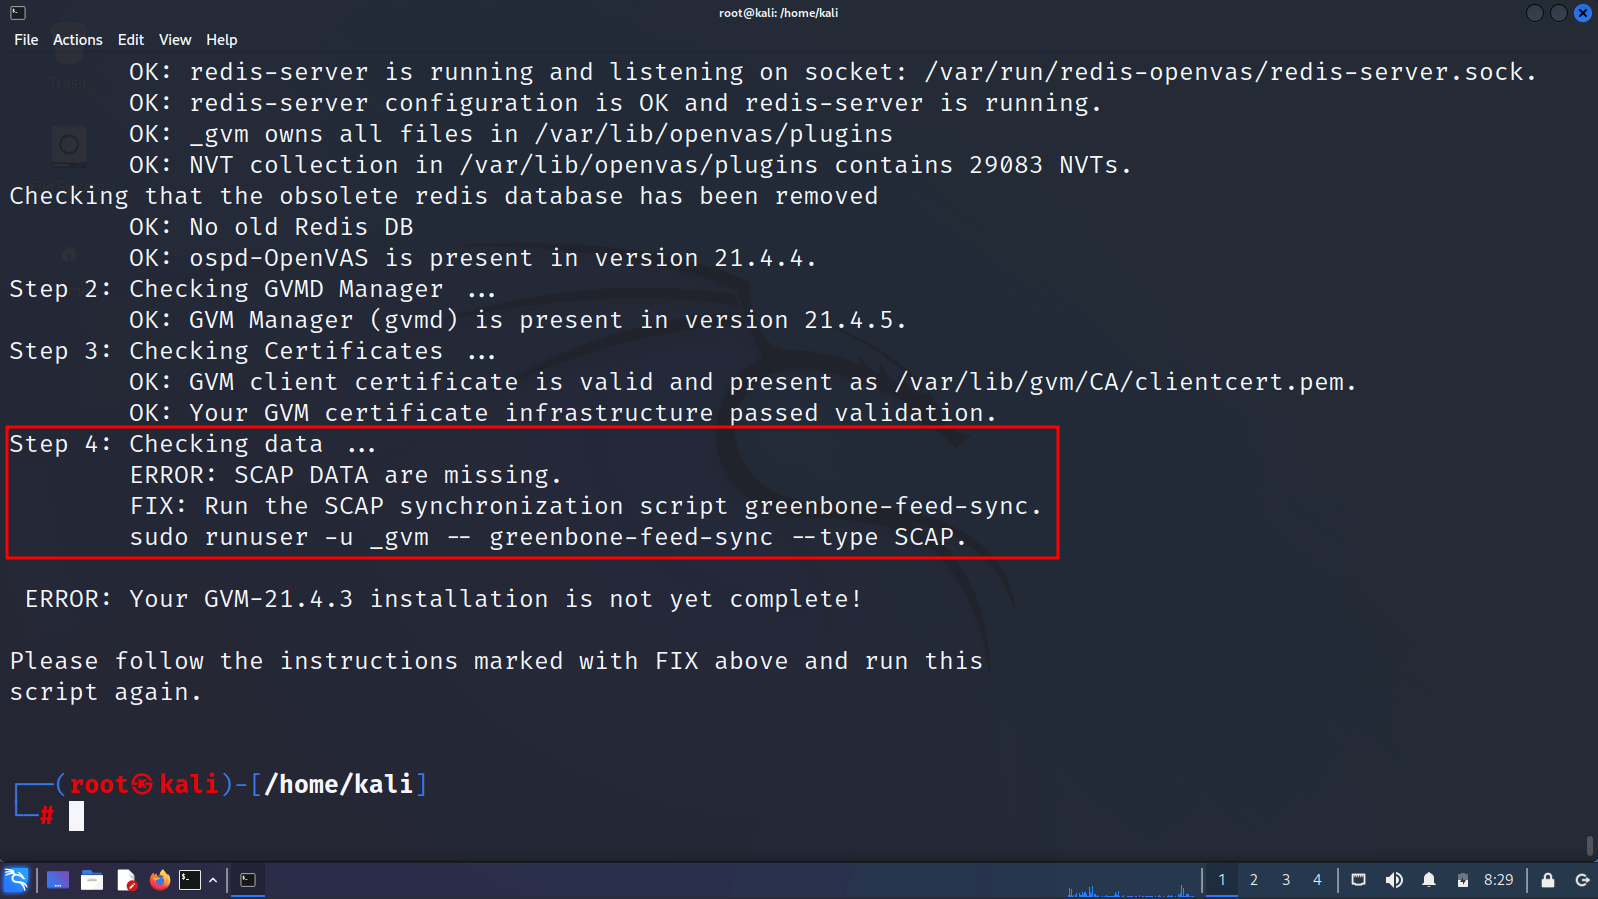 root@kali: /home/kali
File Actions Edit View Help
OK: redis-server is running and listening on socket: /var/run/redis-openvas/redis-server.sock.
OK: redis-server configuration is OK and redis-server is running.
OK: _gvm owns all files in /var/lib/openvas/plugins
OK: NVT collection in /var/lib/openvas/plugins contains 29083 NVTs.
Checking that the obsolete redis database has been removed
OK: No old Redis DB
OK: ospd-OpenVAS is present in version 21.4.4.
Step 2: Checking GVMD Manager ...
OK: GVM Manager (gvmd) is present in version 21.4.5.
Step 3: Checking Certificates ...
OK: GVM client certificate is valid and present as /var/lib/gvm/CA/clientcert.pem.
OK: Your GVM certificate infrastructure passed validation.
Step 4: Checking data ...
ERROR: SCAP DATA are missing.
FIX: Run the SCAP synchronization script greenbone-feed-sync.
sudo runuser -u _gvm -- greenbone-feed-sync --type SCAP.
ERROR: Your GVM-21.4.3 installation is not yet complete!
Please follow the instructions marked with FIX above and run this
script again.
┌──(root㉿kali)-[/home/kali]
└─#
1 2 3 4 8:29